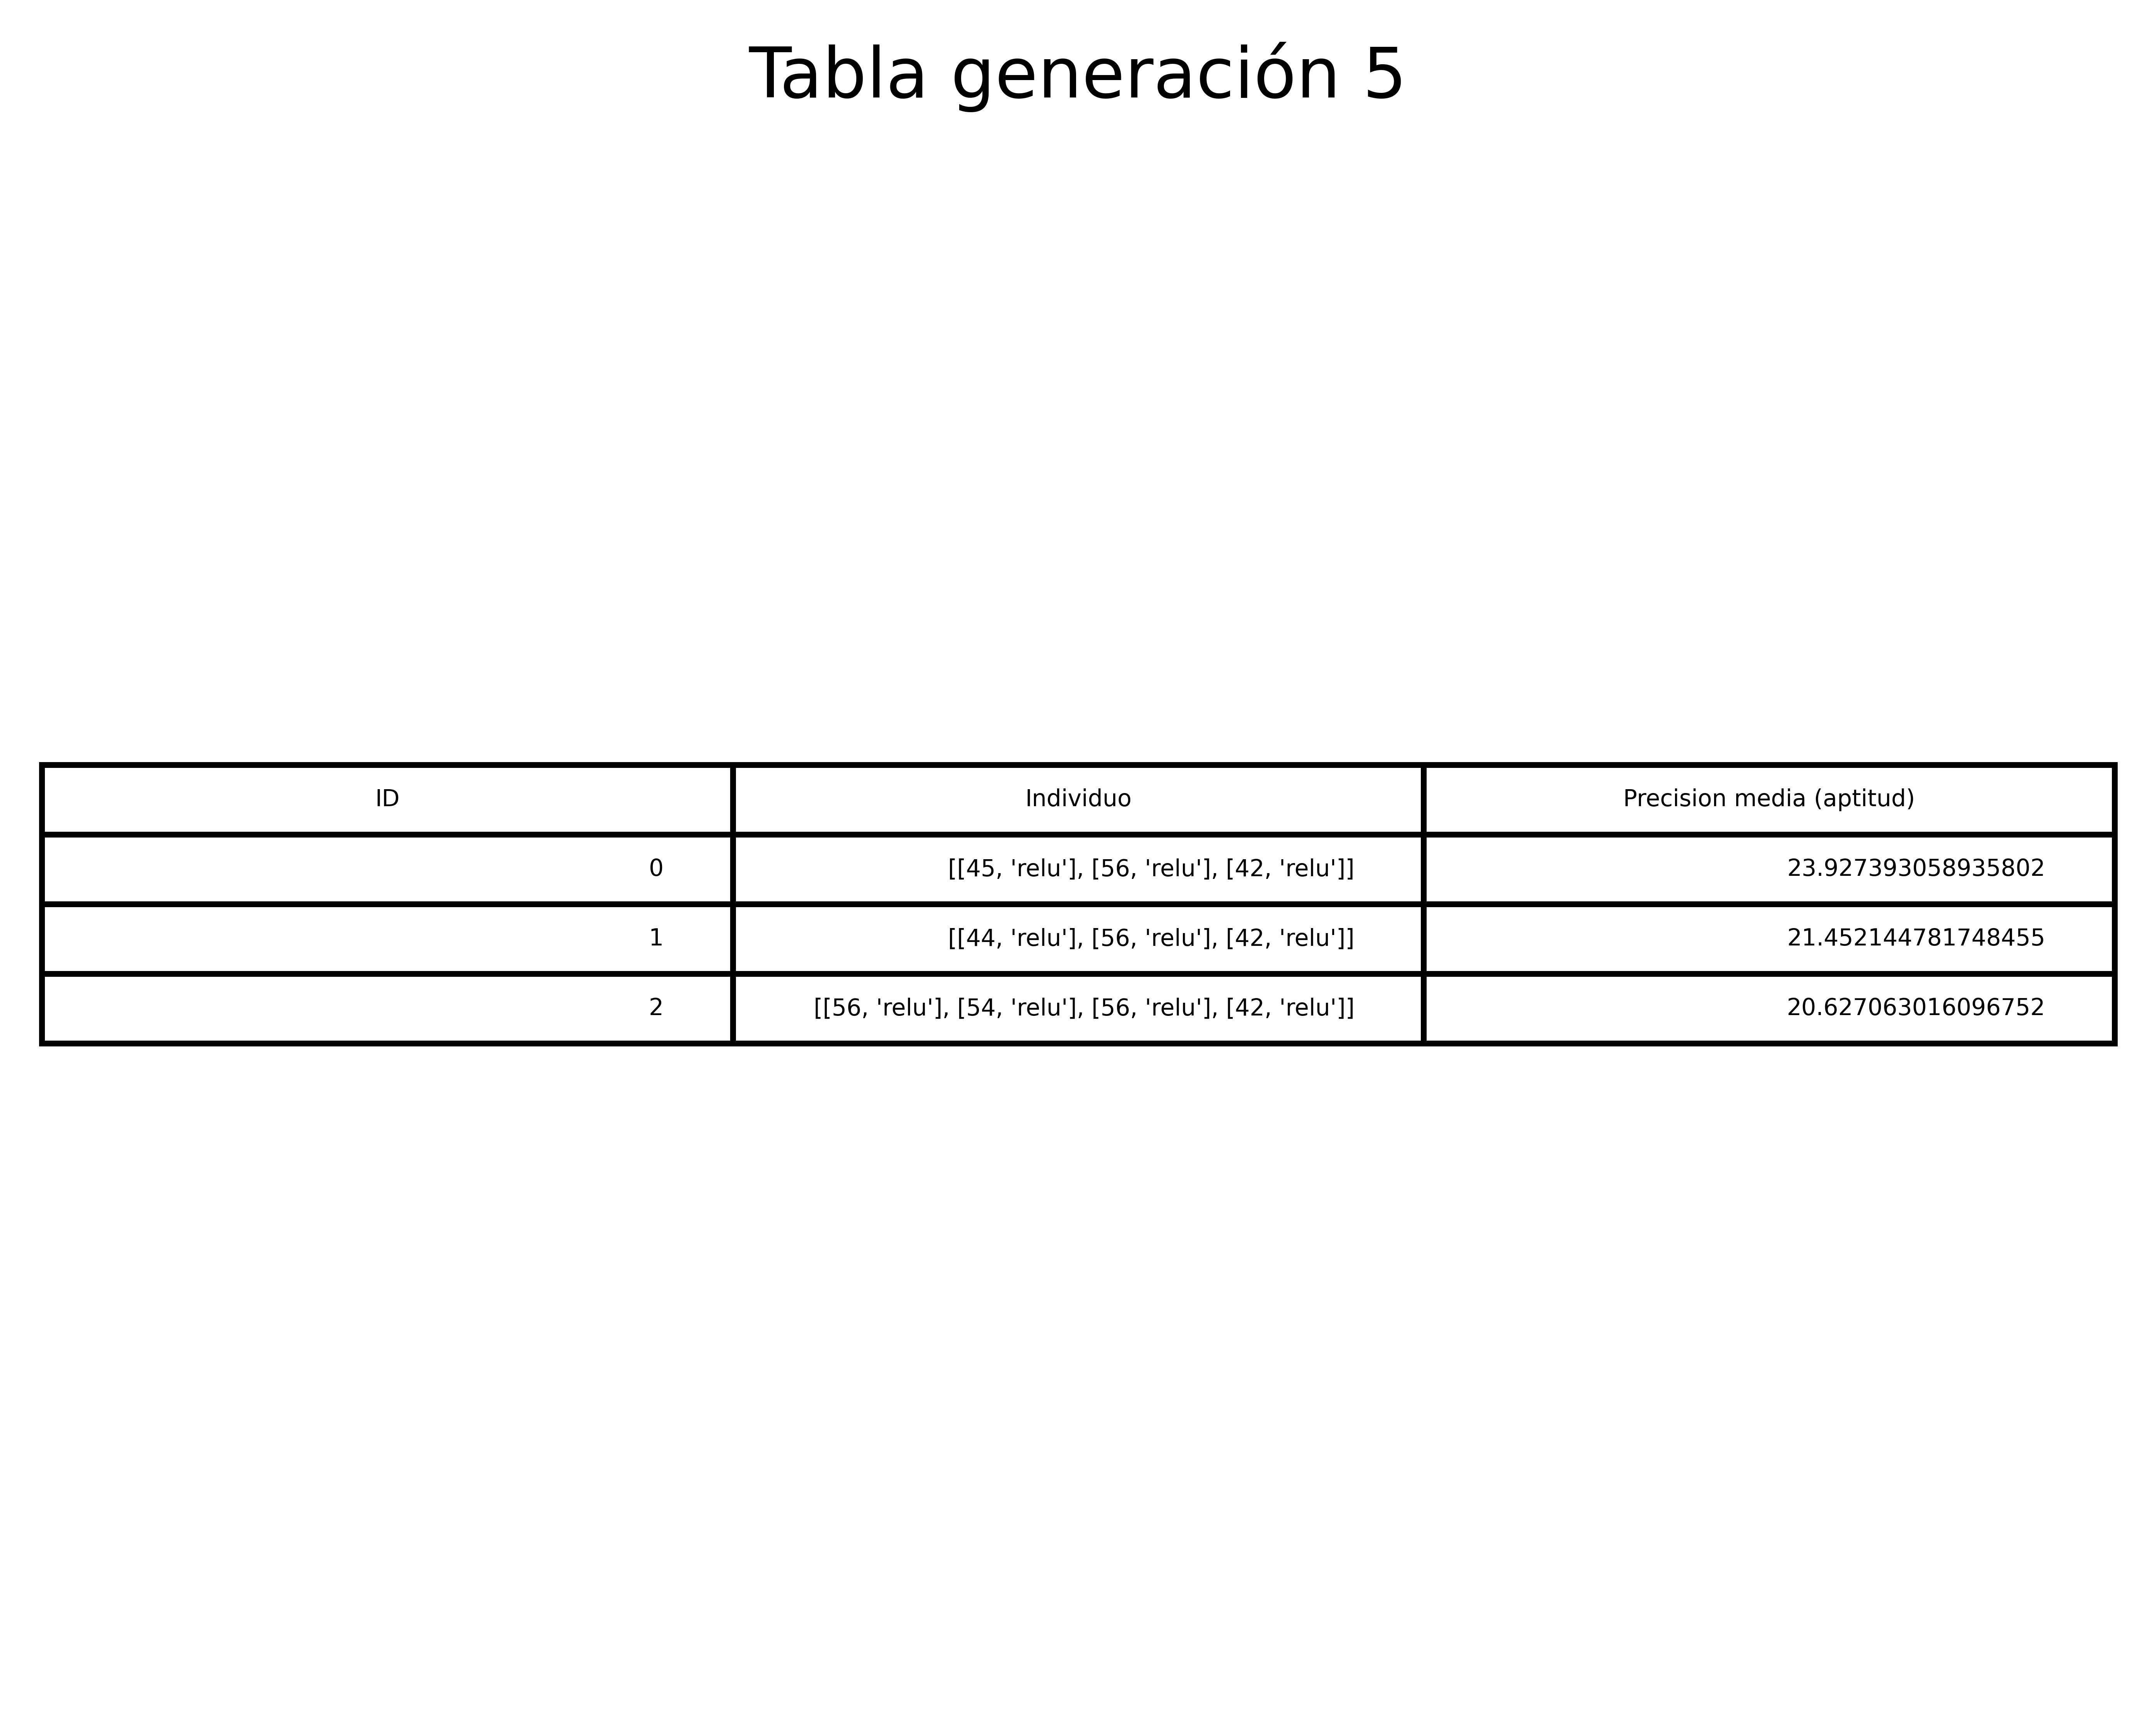 Tabla generación 5
ID Individuo Precision media (aptitud)
0 [[45, 'relu'], [56, 'relu'], [42, 'relu']] 23.927393058935802
1 [[44, 'relu'], [56, 'relu'], [42, 'relu']] 21.452144781748455
2 [[56, 'relu'], [54, 'relu'], [56, 'relu'], [42, 'relu']] 20.627063016096752